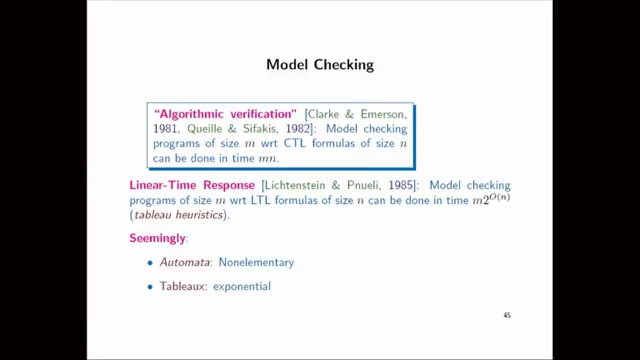 Model Checking
“Algorithmic verification” [Clarke & Emerson,
1981, Queille & Sifakis, 1982]: Model checking
programs of size m wrt CTL formulas of size n
can be done in time mn.
Linear-Time Response [Lichtenstein & Pnueli, 1985]: Model checking
programs of size m wrt LTL formulas of size n can be done in time m2^{O(n)}
(tableau heuristics).
Seemingly:
• Automata: Nonelementary
• Tableaux: exponential
45